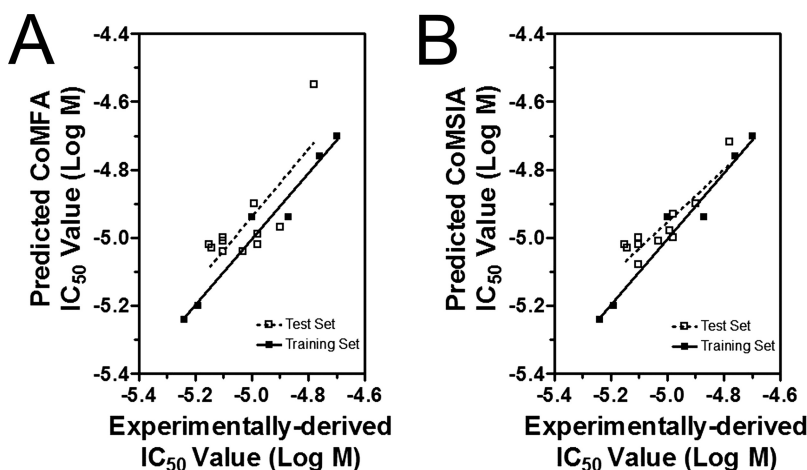 A
Predicted CoMFA
IC50 Value (Log M)
-4.4
-4.6
-4.8
-5.0
-5.2
-5.4
-5.4
-5.2
-5.0
-4.8
-4.6
Test Set
Training Set
Experimentally-derived
IC50 Value (Log M)
B
Predicted CoMSIA
IC50 Value (Log M)
-4.4
-4.6
-4.8
-5.0
-5.2
-5.4
-5.4
-5.2
-5.0
-4.8
-4.6
Test Set
Training Set
Experimentally-derived
IC50 Value (Log M)